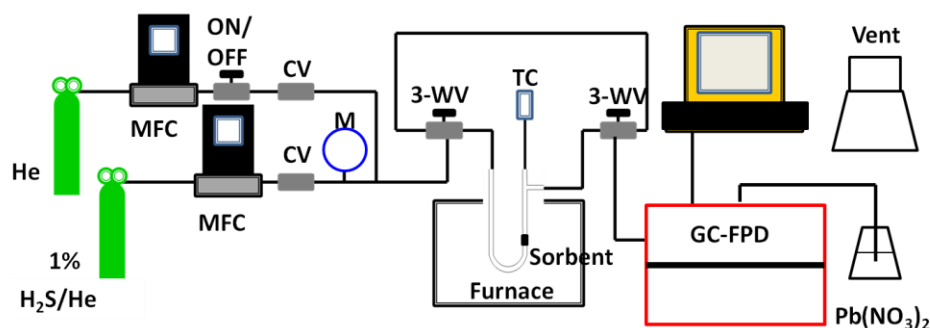 ON/
OFF
CV
MFC
He
3-WV
TC
3-WV
Vent
M
CV
MFC
1%
H₂S/He
Sorbent
Furnace
GC-FPD
Pb(NO₃)₂